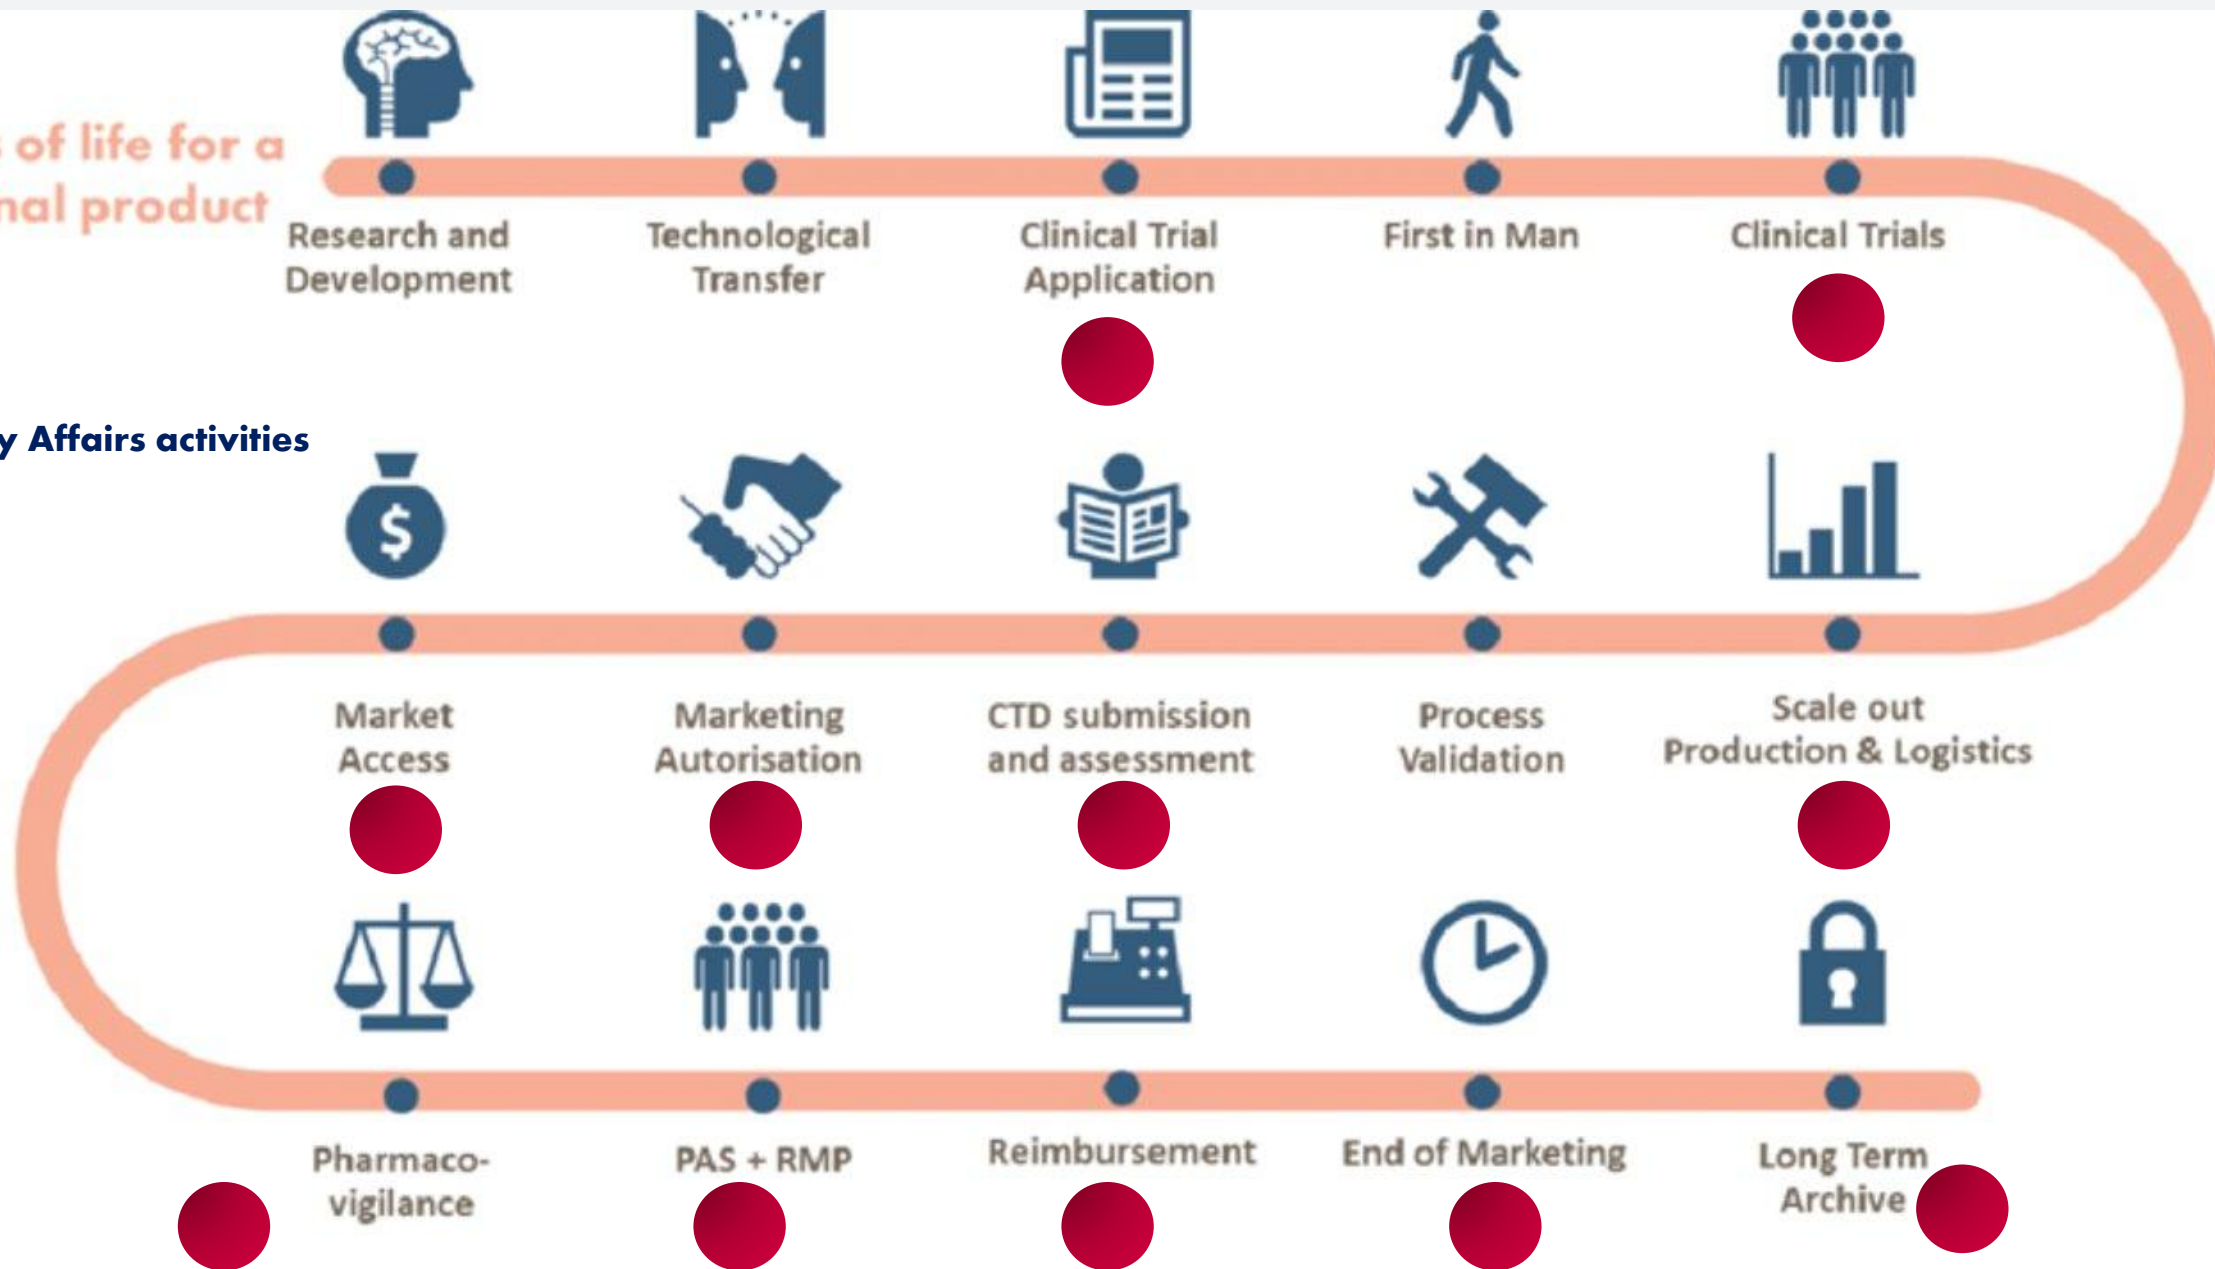 of life for a
product
Research and
Development
Technological
Transfer
Clinical Trial
Application
First in Man
Clinical Trials
Affairs activities
$
Market
Access
Marketing
Autorisation
CTD submission
and assessment
Process
Validation
Scale out
Production & Logistics
Pharmaco-
vigilance
PAS + RMP
Reimbursement
End of Marketing
Long Term
Archive